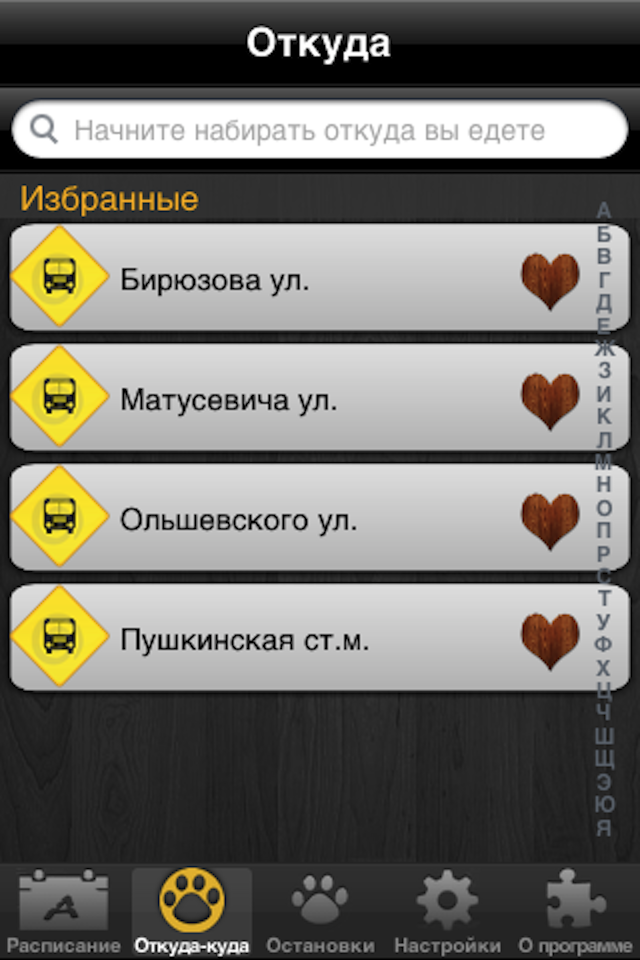 Откуда
Начните набирать откуда вы едете
Избранные
Бирюзова ул.
Матусевича ул.
Ольшевского ул.
Пушкинская ст.м.
А
Б
В
Г
Д
Е
Ж
З
И
К
Л
М
Н
О
П
Р
С
Т
У
Ф
Х
Ц
Ч
Ш
Щ
Э
Ю
Я
А
Расписание Откуда-куда Остановки Настройки О программе